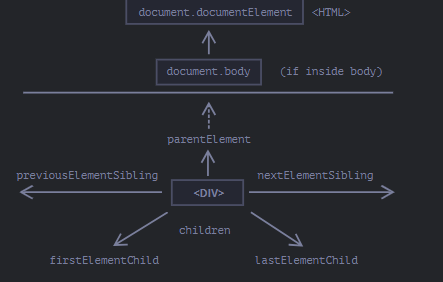 document.documentElement <HTML>
document.body (if inside body)
parentElement
previousElementSibling nextElementSibling
<DIV>
children
firstElementChild lastElementChild